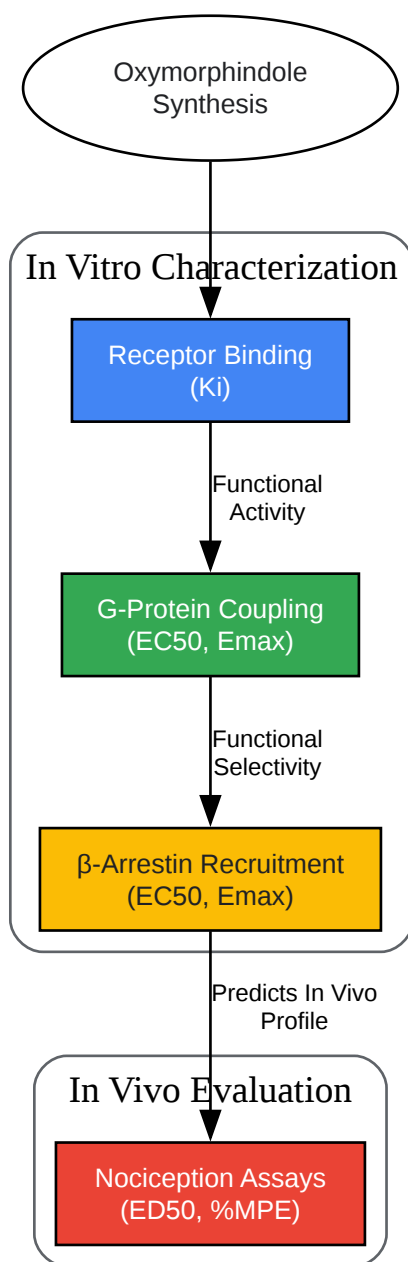 Oxymorphindole
Synthesis
In Vitro Characterization
Receptor Binding
(Ki)
Functional
Activity
G-Protein Coupling
(EC50, Emax)
Functional
Selectivity
β-Arrestin Recruitment
(EC50, Emax)
Predicts In Vivo
Profile
In Vivo Evaluation
Nociception Assays
(ED50, %MPE)